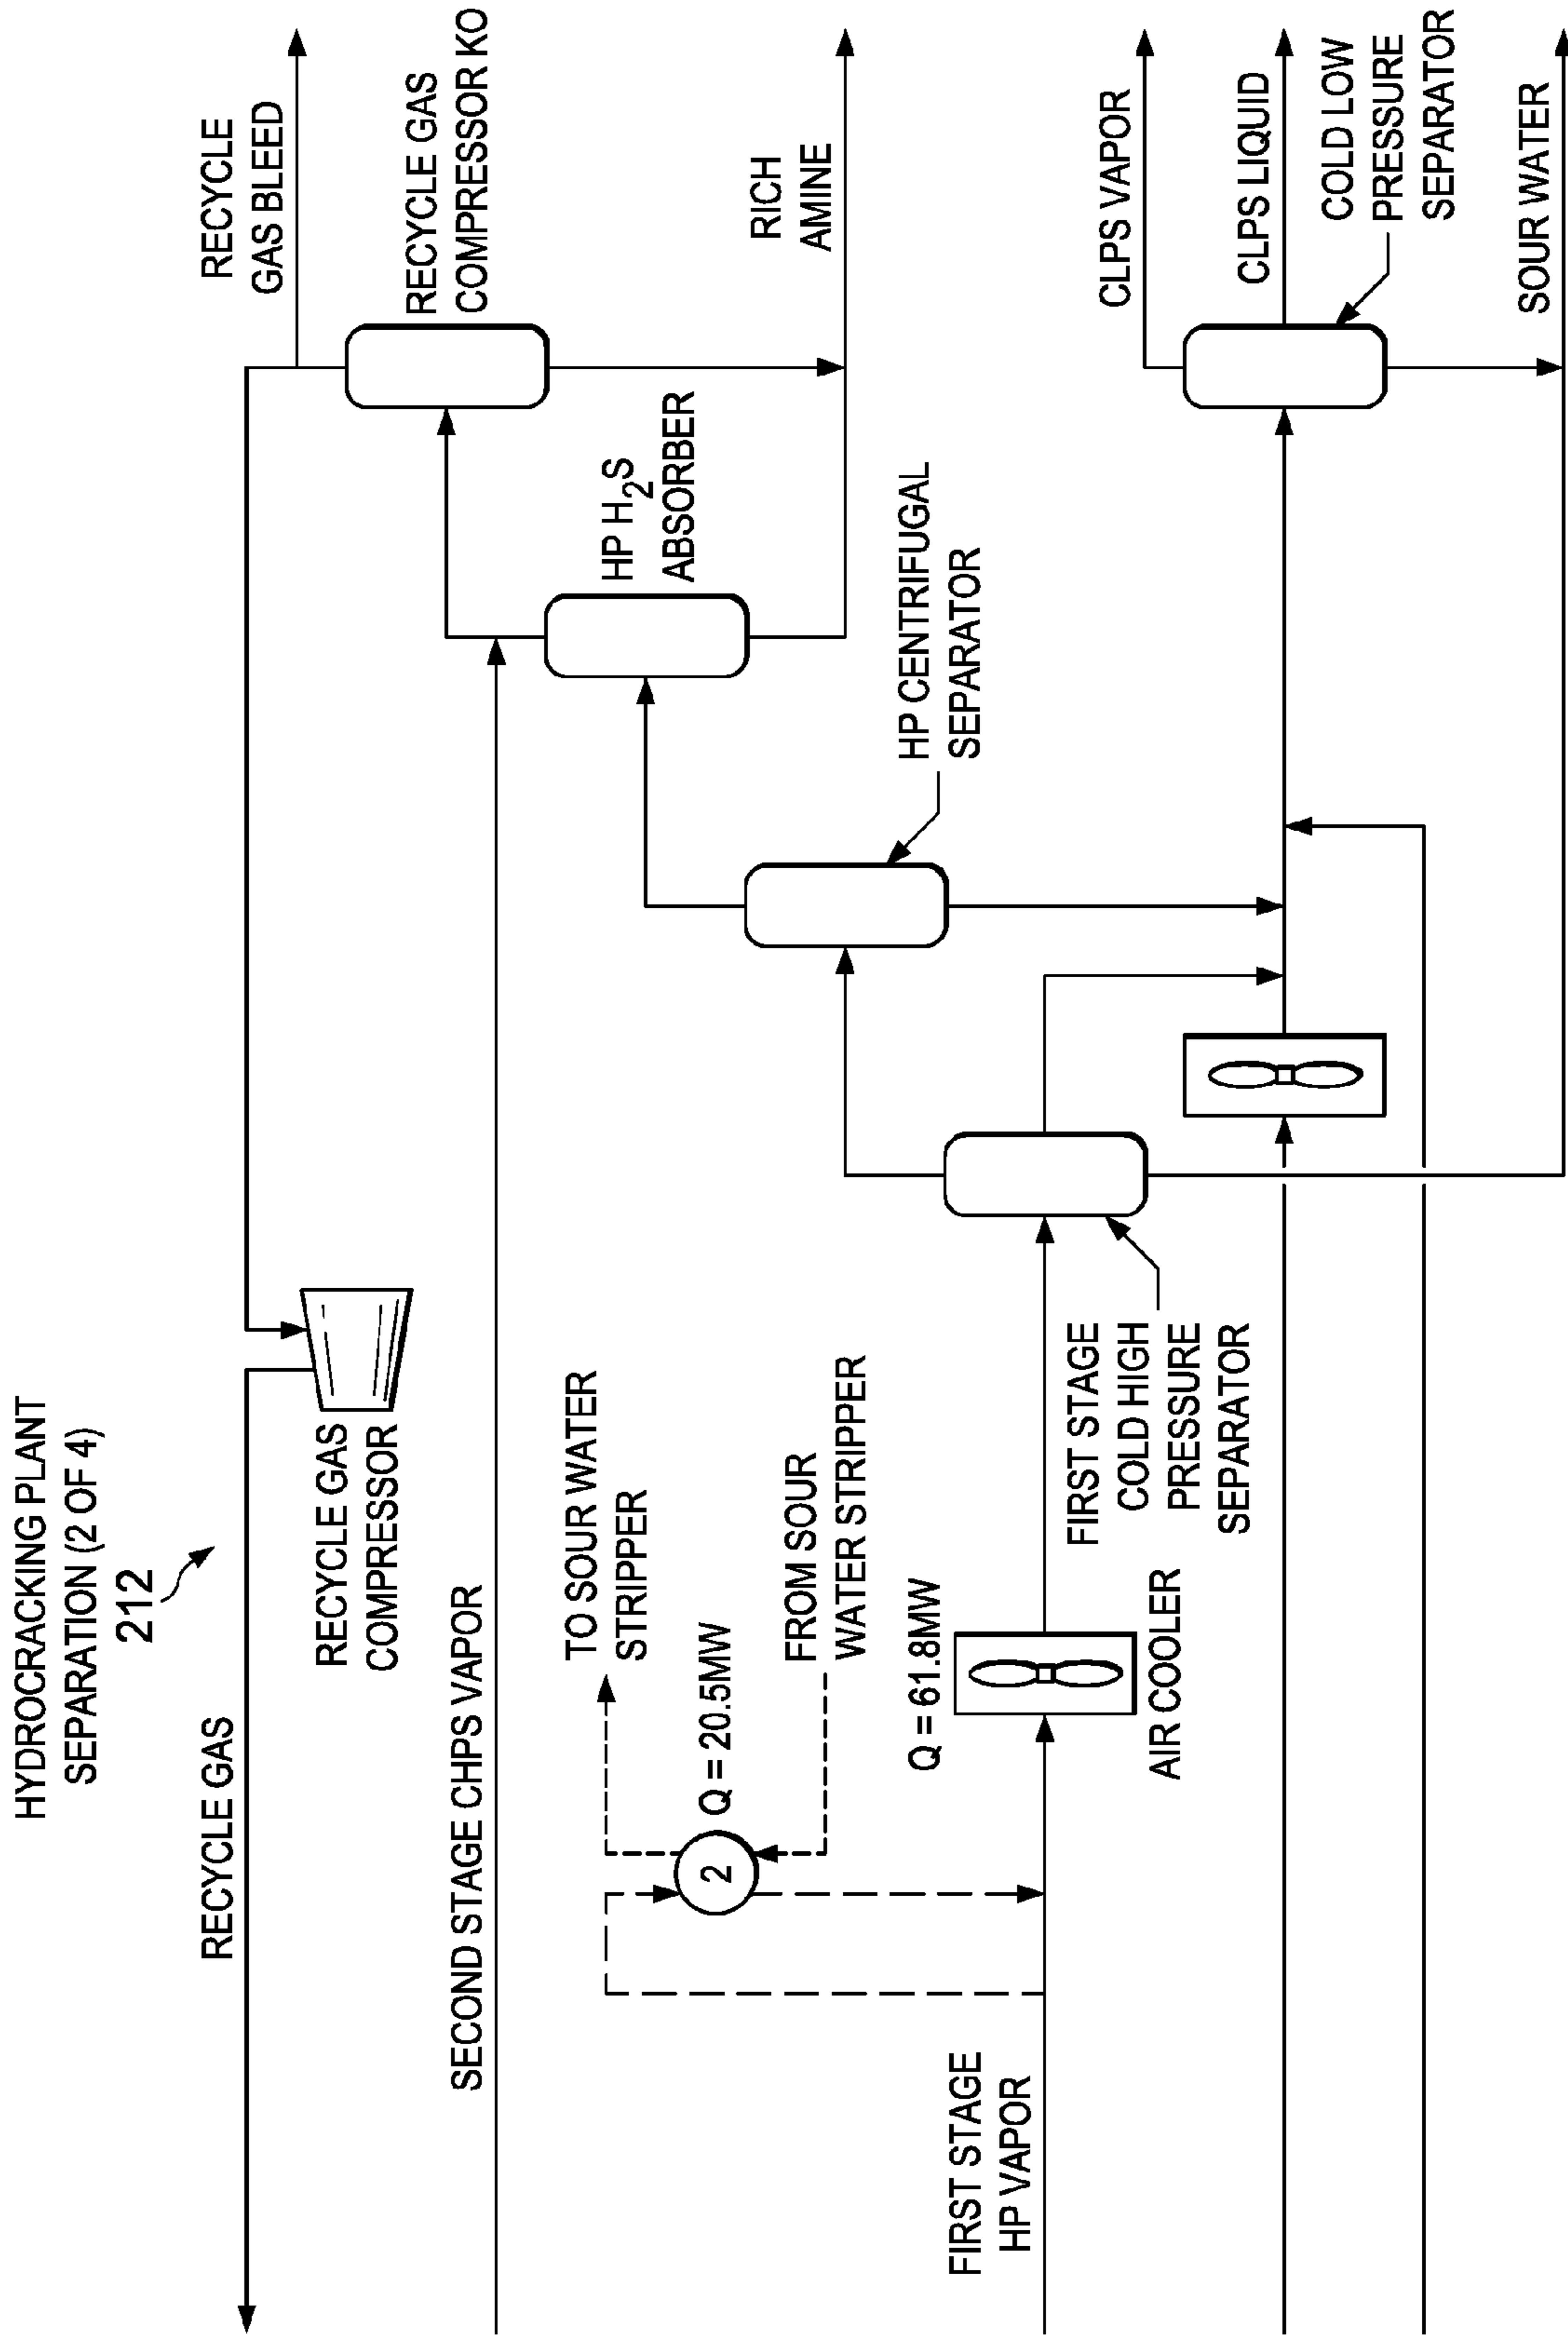 HYDROCRACKING PLANT
SEPARATION (2 OF 4)
212
RECYCLE GAS
RECYCLE GAS
COMPRESSOR
RECYCLE
GAS BLEED
RECYCLE GAS
COMPRESSOR KO
SECOND STAGE CHPS VAPOR
HP H2S
ABSORBER
RICH
AMINE
TO SOUR WATER
STRIPPER
2
Q = 20.5MW
FROM SOUR
WATER STRIPPER
HP CENTRIFUGAL
SEPARATOR
FIRST STAGE
HP VAPOR
Q = 61.8MW
AIR COOLER
FIRST STAGE
COLD HIGH
PRESSURE
SEPARATOR
CLPS VAPOR
CLPS LIQUID
COLD LOW
PRESSURE
SEPARATOR
SOUR WATER